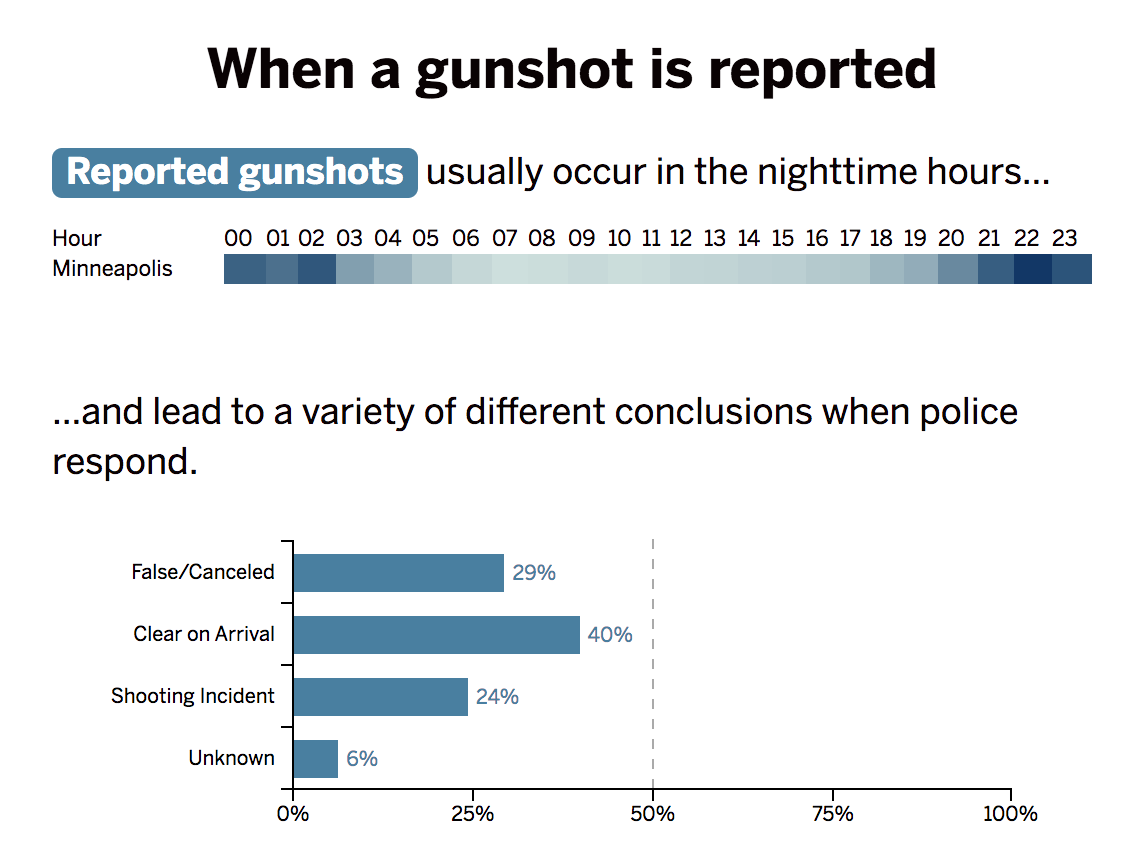 When a gunshot is reported
Reported gunshots usually occur in the nighttime hours...
Hour 00 01 02 03 04 05 06 07 08 09 10 11 12 13 14 15 16 17 18 19 20 21 22 23
Minneapolis
...and lead to a variety of different conclusions when police
respond.
False/Canceled 29%
Clear on Arrival 40%
Shooting Incident 24%
Unknown 6%
0% 25% 50% 75% 100%